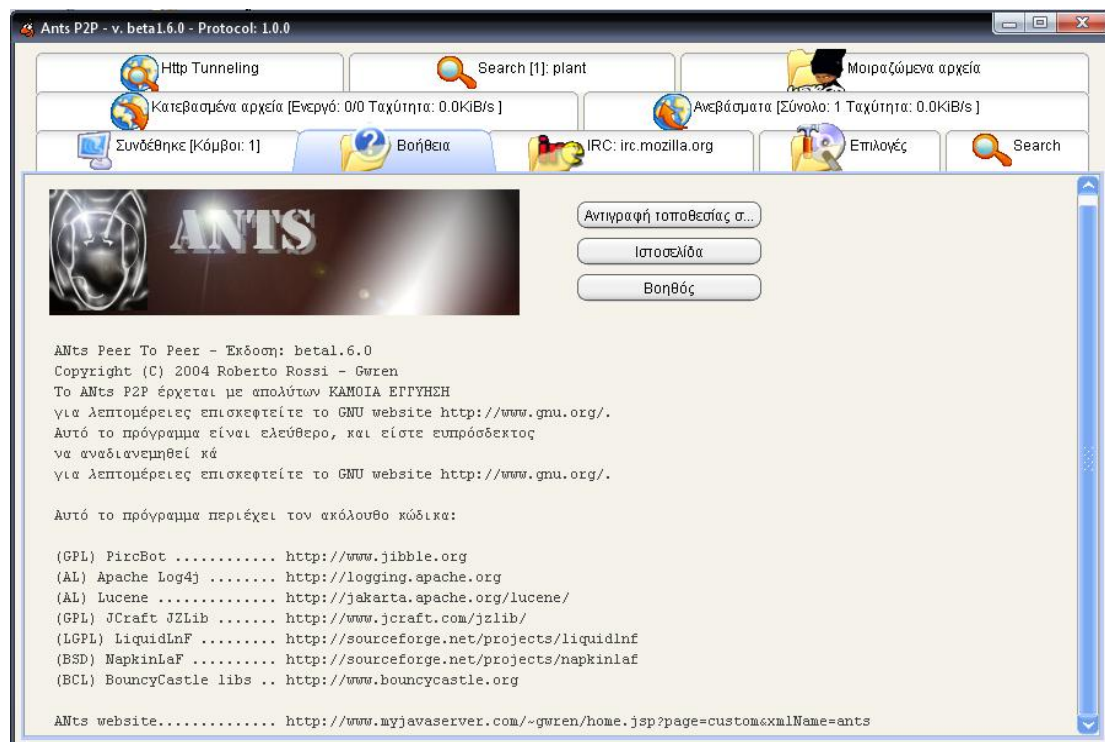 Ants P2P - v. beta1.6.0 - Protocol: 1.0.0
Http Tunneling
Search [1]: plant
Μοιραζώμενα αρχεία
Κατεβασμένα αρχεία [Ενεργό: 0/0 Ταχύτητα: 0.0KiB/s ]
Ανεβάσματα [Σύνολο: 1 Ταχύτητα: 0.0KiB/s ]
Συνδέθηκε [Κόμβοι: 1]
Βοήθεια
IRC: irc.mozilla.org
Επιλογές
Search
ANTS
Αντιγραφή τοποθεσίας σ...
Ιστοσελίδα
Βοηθός
ANts Peer To Peer - Έκδοση: beta1.6.0
Copyright (C) 2004 Roberto Rossi - Gwren
Το ANts P2P έρχεται με απολύτων ΚΑΜΟΙΑ ΕΓΓΥΗΣΗ
για λεπτομέρειες επισκεφτείτε το GNU website http://www.gnu.org/.
Αυτό το πρόγραμμα είναι ελεύθερο, και είστε ευπρόσδεκτος
να αναδιανεμηθεί κά
για λεπτομέρειες επισκεφτείτε το GNU website http://www.gnu.org/.
Αυτό το πρόγραμμα περιέχει τον ακόλουθο κώδικα:
(GPL) PircBot ............ http://www.jibble.org
(AL) Apache Log4j ........ http://logging.apache.org
(AL) Lucene .............. http://jakarta.apache.org/lucene/
(GPL) JCraft JZLib ....... http://www.jcraft.com/jzlib/
(LGPL) LiquidLnF ......... http://sourceforge.net/projects/liquidlnf
(BSD) NapkinLaF .......... http://sourceforge.net/projects/napkinlaf
(BCL) BouncyCastle libs .. http://www.bouncycastle.org
ANts website.............. http://www.myjavaserver.com/~gwren/home.jsp?page=custom&xmlName=ants